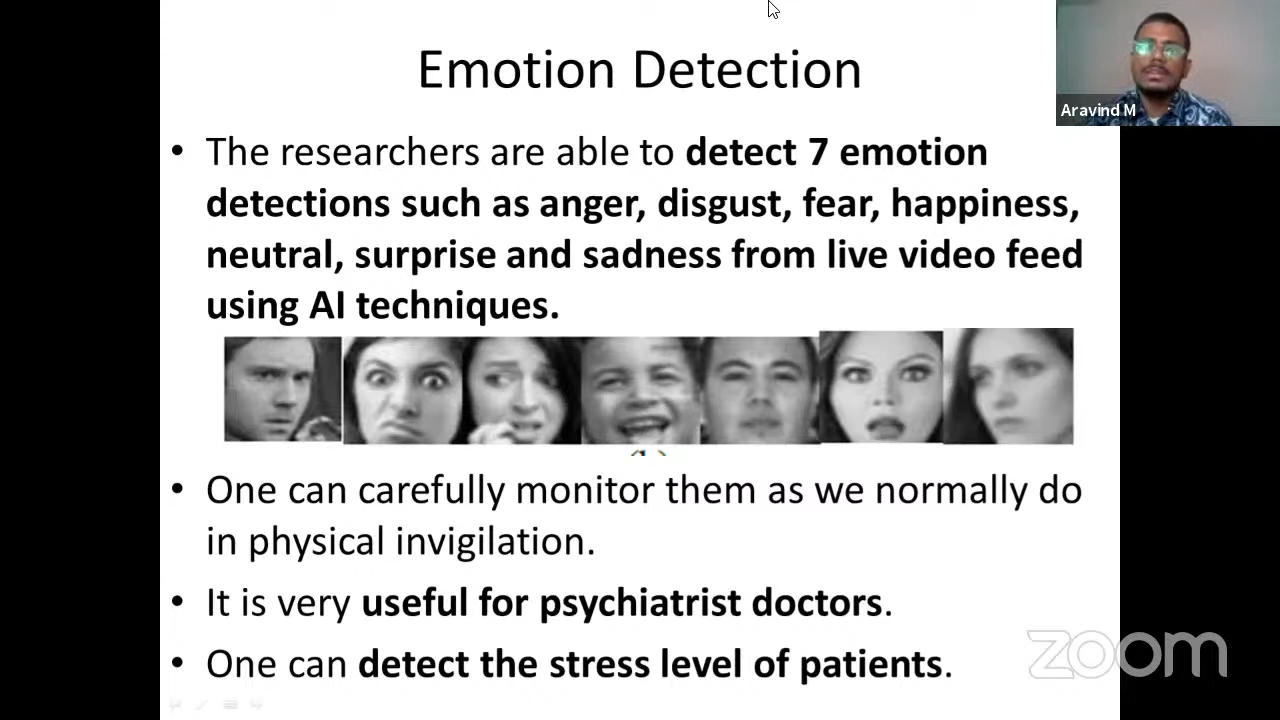 Emotion Detection
Aravind M
• The researchers are able to detect 7 emotion
detections such as anger, disgust, fear, happiness,
neutral, surprise and sadness from live video feed
using AI techniques.
• One can carefully monitor them as we normally do
in physical invigilation.
• It is very useful for psychiatrist doctors.
• One can detect the stress level of patients.
zoom